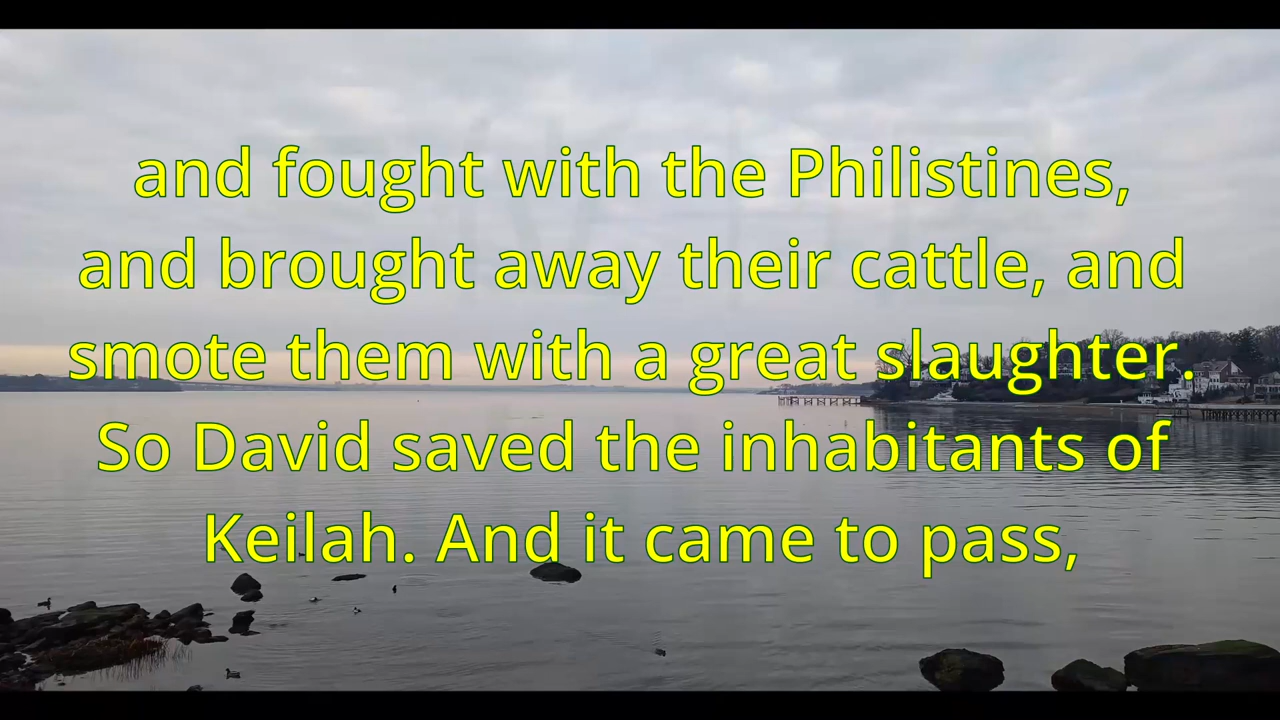 and fought with the Philistines,
and brought away their cattle, and
smote them with a great slaughter.
So David saved the inhabitants of
Keilah. And it came to pass,